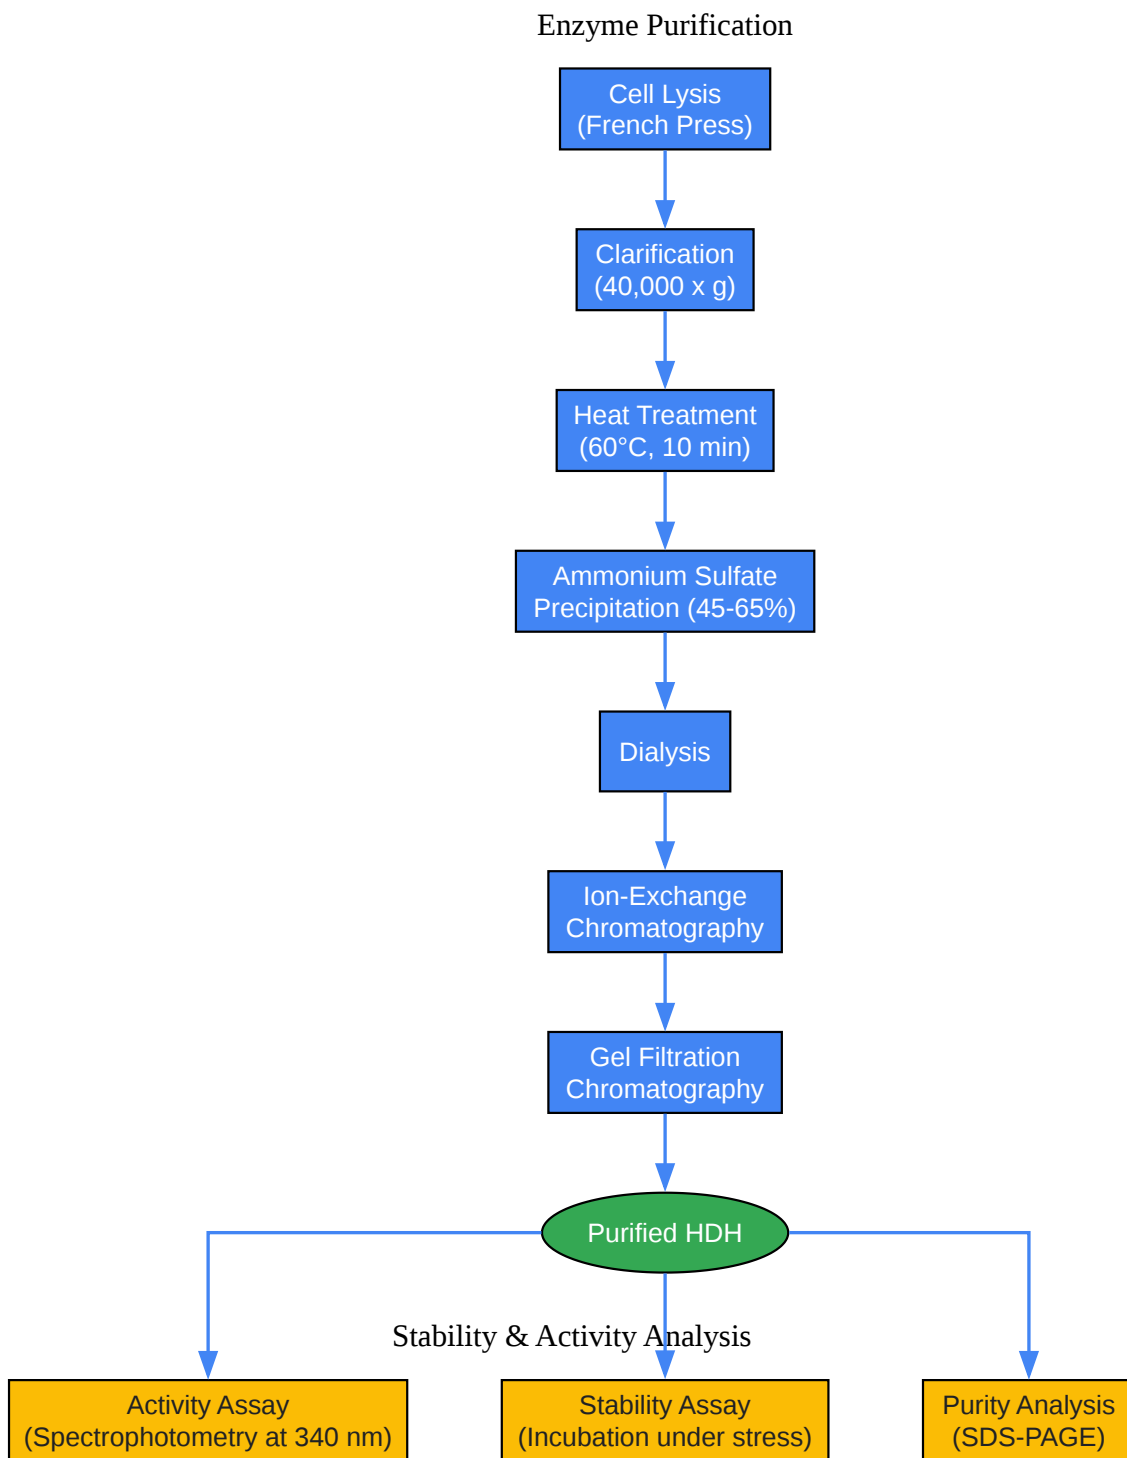 Enzyme Purification
Cell Lysis
(French Press)
Clarification
(40,000 x g)
Heat Treatment
(60°C, 10 min)
Ammonium Sulfate
Precipitation (45-65%)
Dialysis
Ion-Exchange
Chromatography
Gel Filtration
Chromatography
Purified HDH
Stability & Activity Analysis
Activity Assay
(Spectrophotometry at 340 nm)
Stability Assay
(Incubation under stress)
Purity Analysis
(SDS-PAGE)